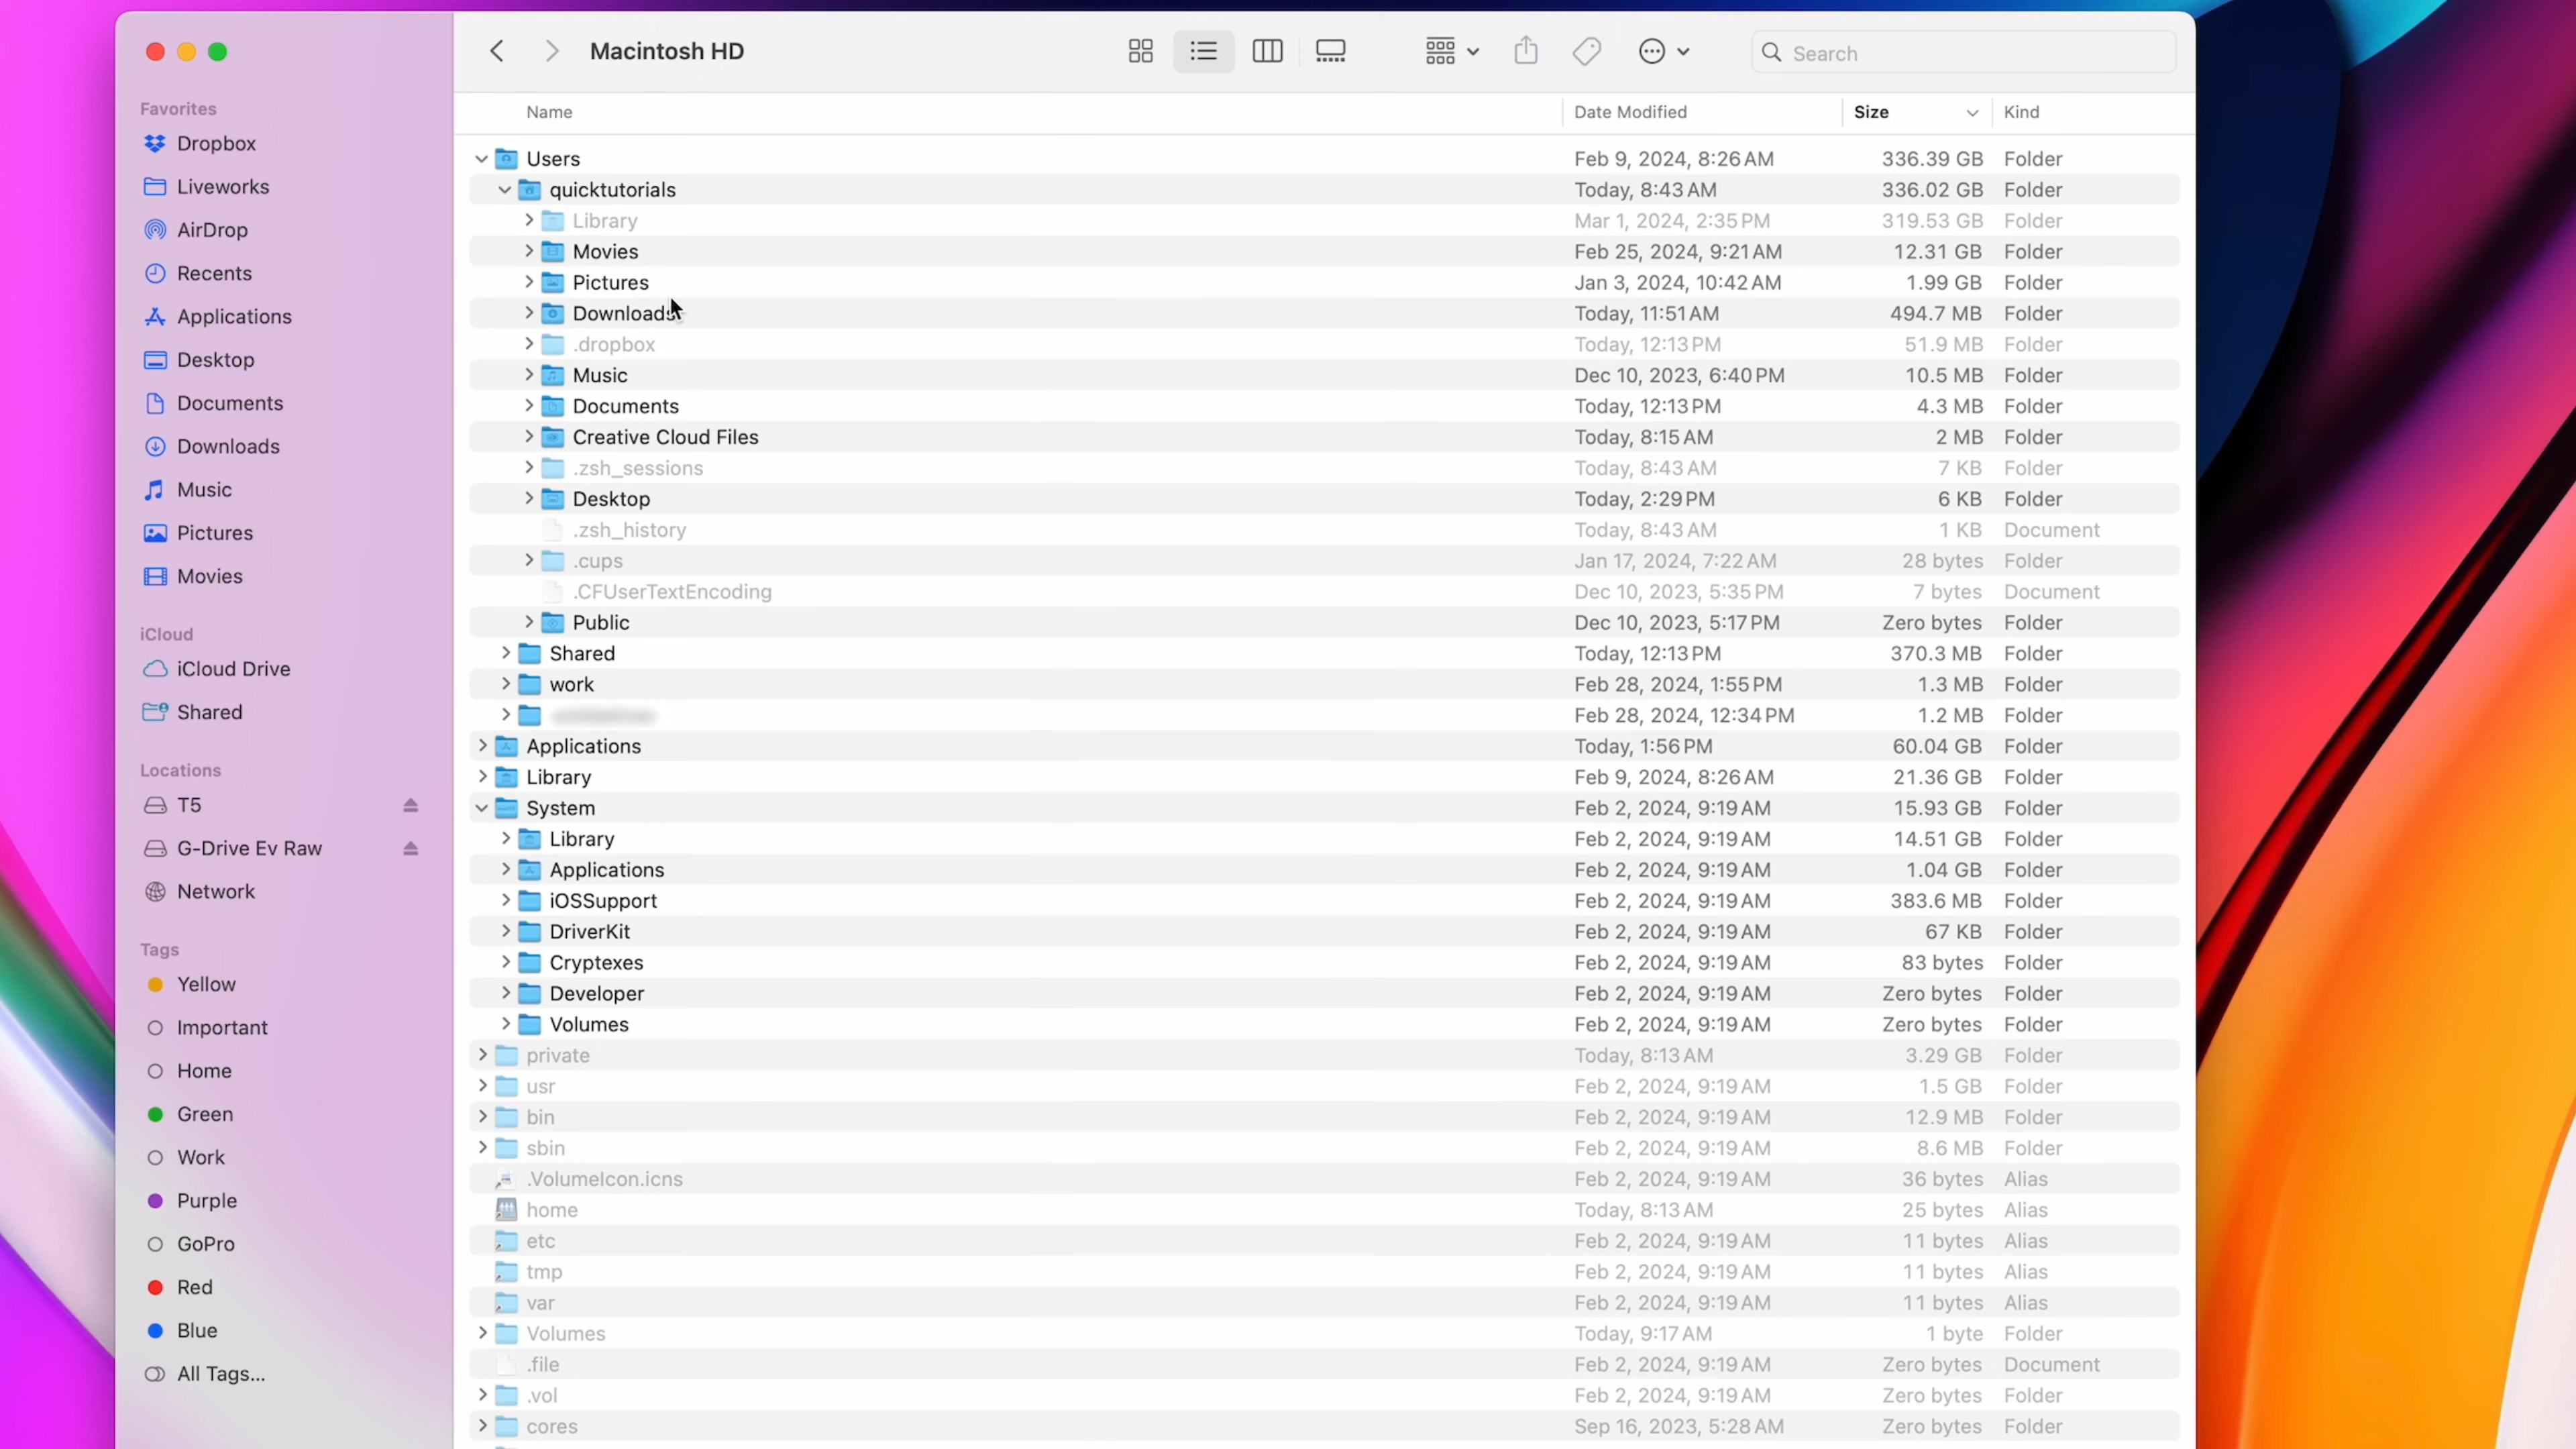 Macintosh HD
Search
Favorites
Dropbox
Liveworks
AirDrop
Recents
Applications
Desktop
Documents
Downloads
Music
Pictures
Movies
iCloud
iCloud Drive
Shared
Locations
T5
G-Drive Ev Raw
Network
Tags
Yellow
Important
Home
Green
Work
Purple
GoPro
Red
Blue
All Tags...
Name Date Modified Size Kind
Users Feb 9, 2024, 8:26 AM 336.39 GB Folder
quicktutorials Today, 8:43 AM 336.02 GB Folder
Library Mar 1, 2024, 2:35 PM 319.53 GB Folder
Movies Feb 25, 2024, 9:21 AM 12.31 GB Folder
Pictures Jan 3, 2024, 10:42 AM 1.99 GB Folder
Downloads Today, 11:51 AM 494.7 MB Folder
.dropbox Today, 12:13 PM 51.9 MB Folder
Music Dec 10, 2023, 6:40 PM 10.5 MB Folder
Documents Today, 12:13 PM 4.3 MB Folder
Creative Cloud Files Today, 8:15 AM 2 MB Folder
.zsh_sessions Today, 8:43 AM 7 KB Folder
Desktop Today, 2:29 PM 6 KB Folder
.zsh_history Today, 8:43 AM 1 KB Document
.cups Jan 17, 2024, 7:22 AM 28 bytes Folder
.CFUserTextEncoding Dec 10, 2023, 5:35 PM 7 bytes Document
Public Dec 10, 2023, 5:17 PM Zero bytes Folder
Shared Today, 12:13 PM 370.3 MB Folder
work Feb 28, 2024, 1:55 PM 1.3 MB Folder
Feb 28, 2024, 12:34 PM 1.2 MB Folder
Applications Today, 1:56 PM 60.04 GB Folder
Library Feb 9, 2024, 8:26 AM 21.36 GB Folder
System Feb 2, 2024, 9:19 AM 15.93 GB Folder
Library Feb 2, 2024, 9:19 AM 14.51 GB Folder
Applications Feb 2, 2024, 9:19 AM 1.04 GB Folder
iOSSupport Feb 2, 2024, 9:19 AM 383.6 MB Folder
DriverKit Feb 2, 2024, 9:19 AM 67 KB Folder
Cryptexes Feb 2, 2024, 9:19 AM 83 bytes Folder
Developer Feb 2, 2024, 9:19 AM Zero bytes Folder
Volumes Feb 2, 2024, 9:19 AM Zero bytes Folder
private Today, 8:13 AM 3.29 GB Folder
usr Feb 2, 2024, 9:19 AM 1.5 GB Folder
bin Feb 2, 2024, 9:19 AM 12.9 MB Folder
sbin Feb 2, 2024, 9:19 AM 8.6 MB Folder
.VolumeIcon.icns Feb 2, 2024, 9:19 AM 36 bytes Alias
home Today, 8:13 AM 25 bytes Alias
etc Feb 2, 2024, 9:19 AM 11 bytes Alias
tmp Feb 2, 2024, 9:19 AM 11 bytes Alias
var Feb 2, 2024, 9:19 AM 11 bytes Alias
Volumes Today, 9:17 AM 1 byte Folder
.file Feb 2, 2024, 9:19 AM Zero bytes Document
.vol Feb 2, 2024, 9:19 AM Zero bytes Folder
cores Sep 16, 2023, 5:28 AM Zero bytes Folder